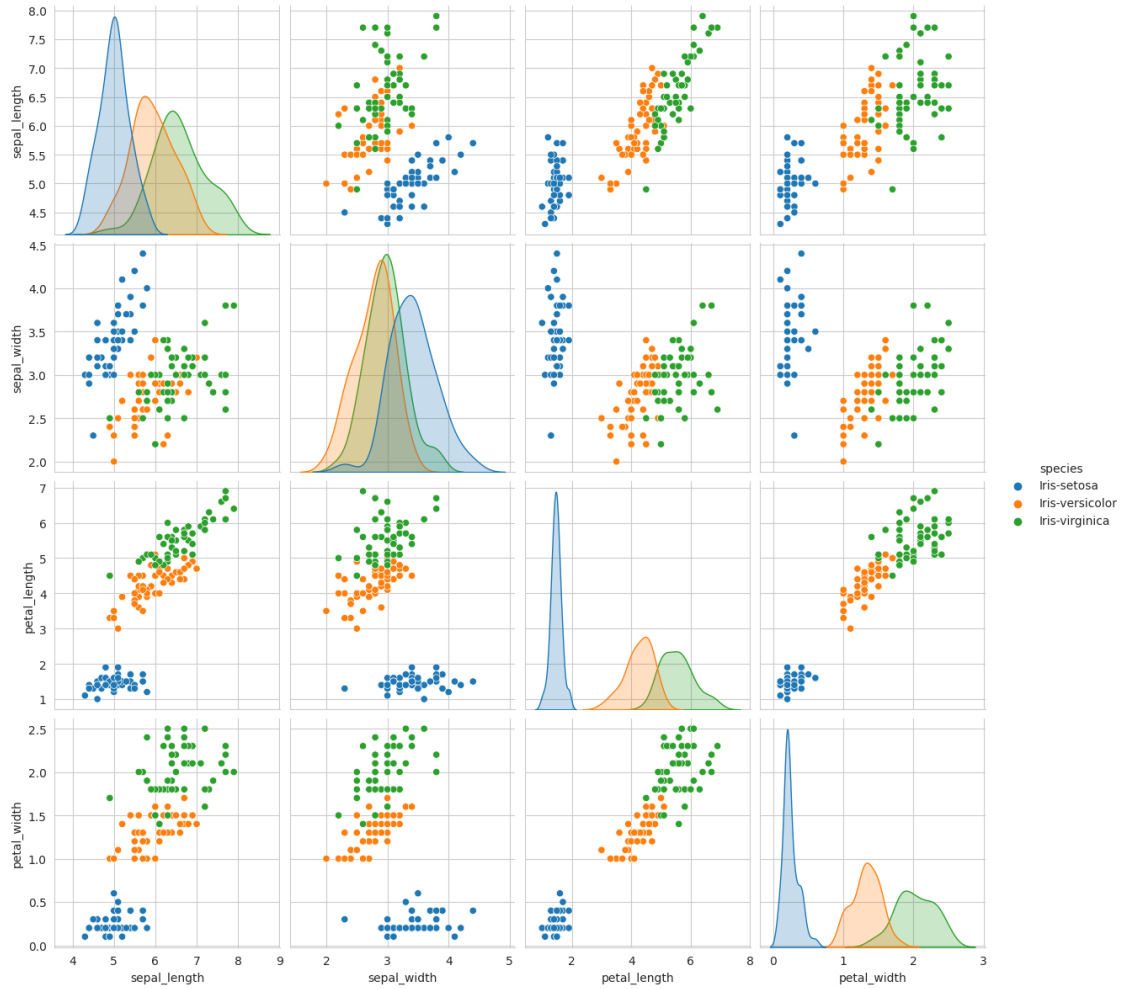 8.0
7.5
7.0
6.5
6.0
5.5
5.0
4.5
sepal_length
4.5
4.0
3.5
3.0
2.5
2.0
sepal_width
species
Iris-setosa
Iris-versicolor
Iris-virginica
7
6
5
4
3
2
1
petal_length
2.5
2.0
1.5
1.0
0.5
0.0
petal_width
4 5 6 7 8 9
sepal_length
2 3 4 5
sepal_width
2 4 6 8
petal_length
0 1 2 3
petal_width